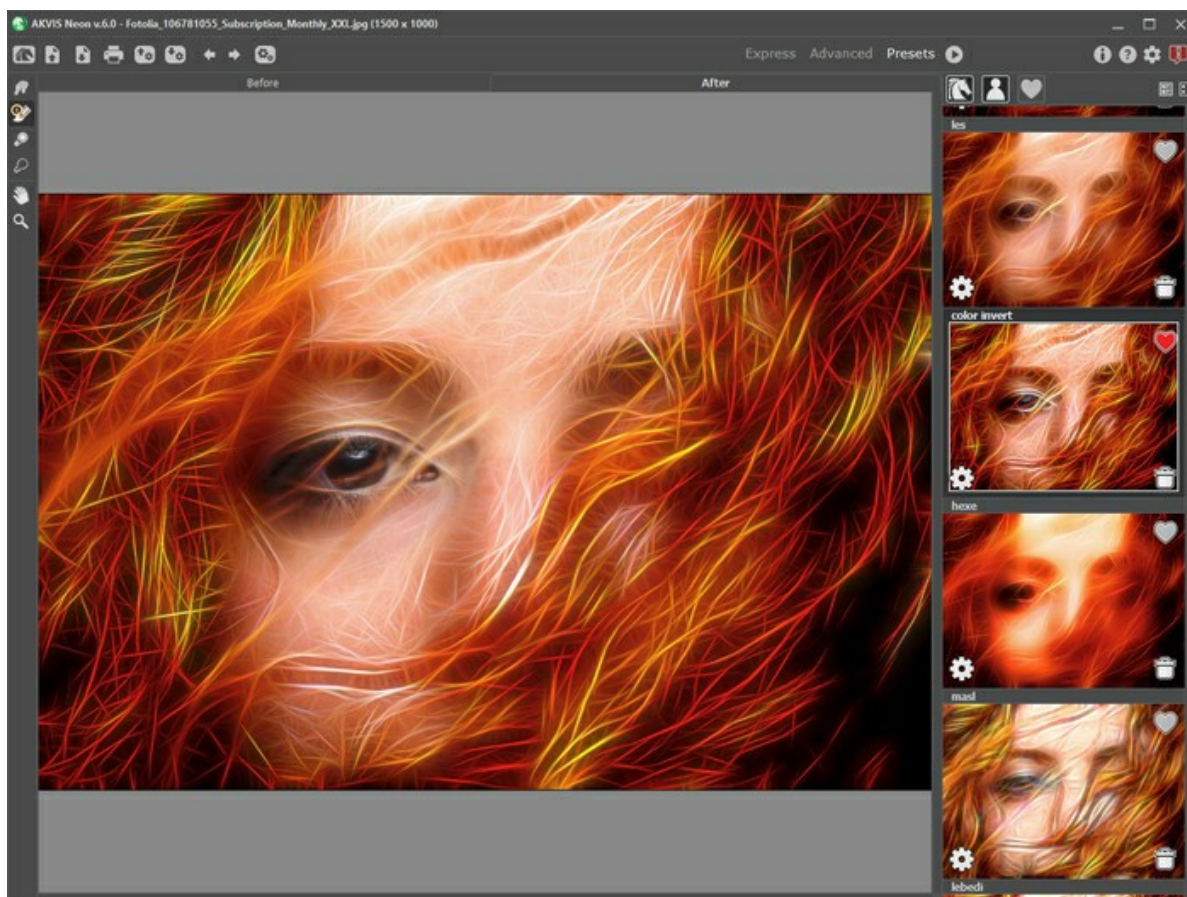 AKVIS Neon v.6.0 - Fotolia_106781055_Subscription_Monthly_XXL.jpg (1500 x 1000)
Express Advanced Presets
Before After
les
color invert
hexe
masl
lebedi